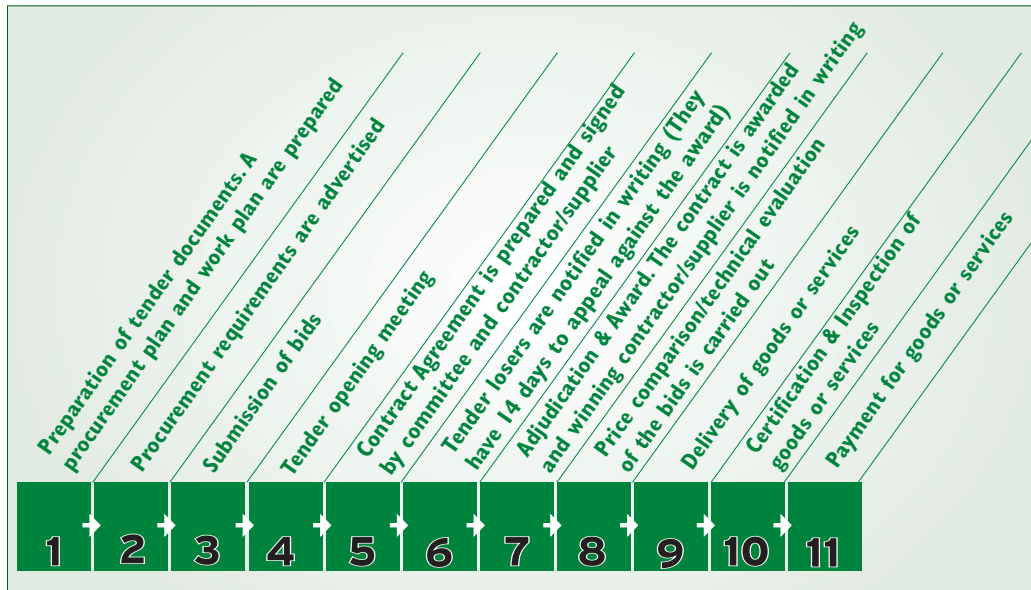 Preparation of tender documents. A
procurement plan and work plan are prepared
Procurement requirements are advertised
Submission of bids
Tender opening meeting
Contract Agreement is prepared and signed
by committee and contractor/supplier
Tender losers are notified in writing (They
have 14 days to appeal against the award)
Adjudication & Award. The contract is awarded
and winning contractor/supplier is notified in writing
Price comparison/technical evaluation
of the bids is carried out
Delivery of goods or services
Certification & Inspection of
goods or services
Payment for goods or services
1 2 3 4 5 6 7 8 9 10 11